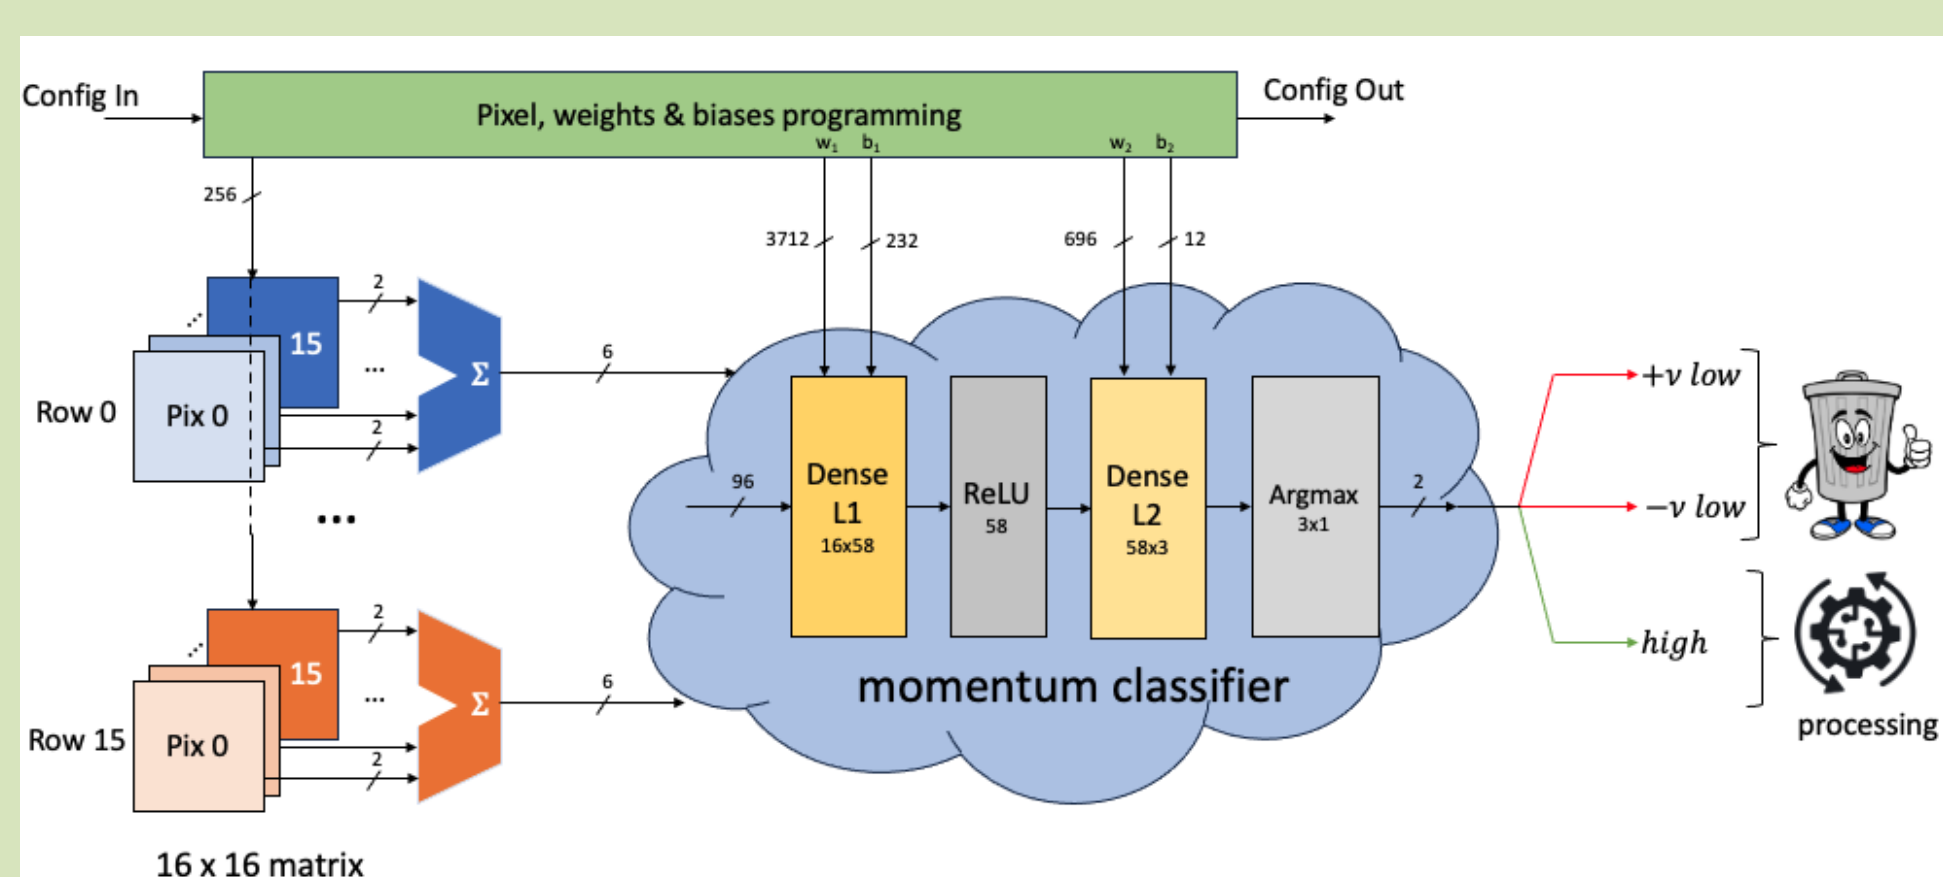 Config In
Pixel, weights & biases programming
Config Out
w₁ b₁ w₂ b₂
256
3712 232 696 12
2
15
...
Σ
6
Row 0
Pix 0
2
...
2
15
...
Σ
6
Row 15
Pix 0
2
16 x 16 matrix
96
Dense
L1
16x58
ReLU
58
Dense
L2
58x3
Argmax
3x1
2
momentum classifier
+ν low
−ν low
high
processing